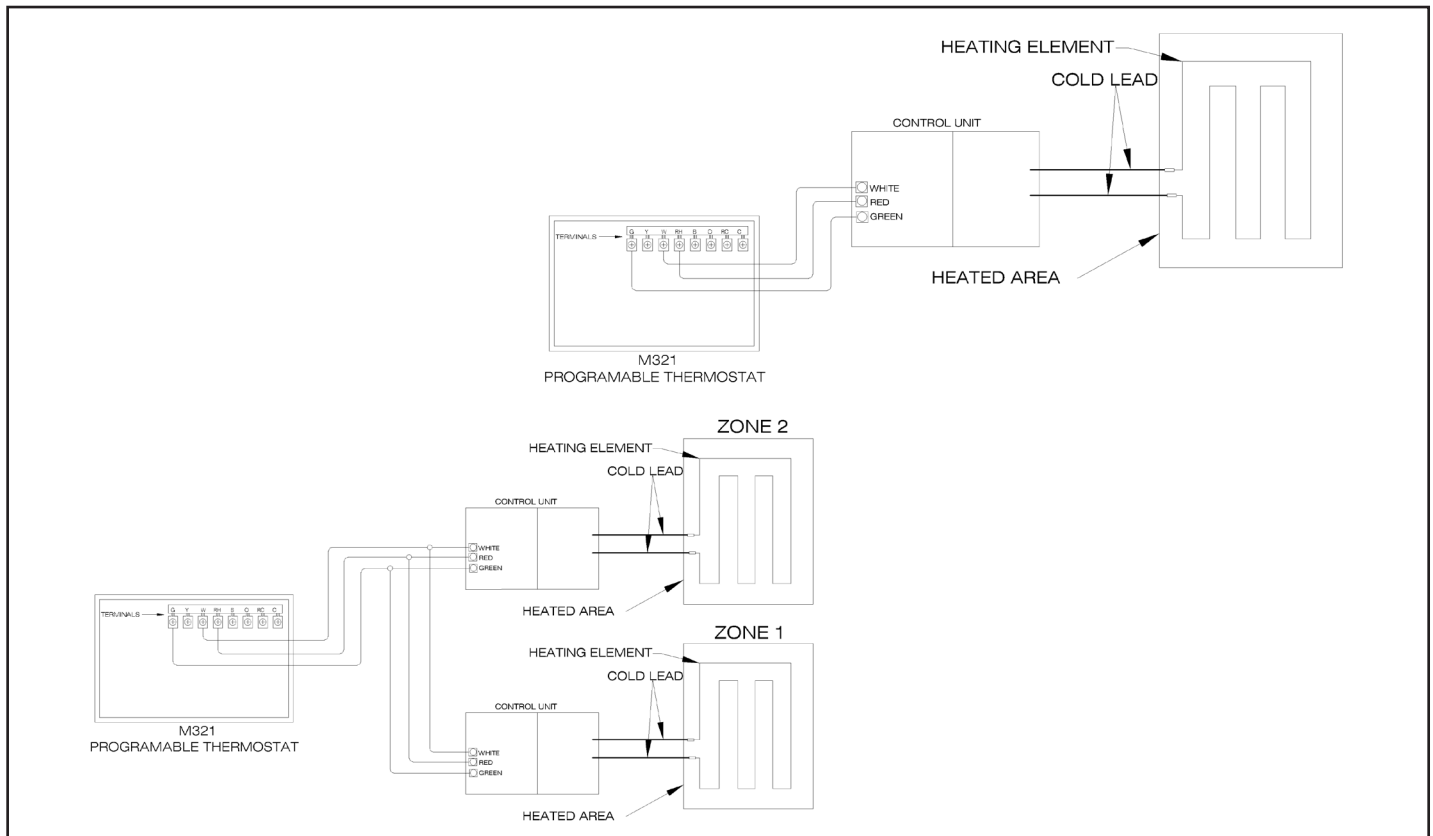 HEATING ELEMENT
COLD LEAD
CONTROL UNIT
WHITE
RED
GREEN
TERMINALS
G Y W RH B O RC C
HEATED AREA
M321
PROGRAMABLE THERMOSTAT
ZONE 2
HEATING ELEMENT
COLD LEAD
CONTROL UNIT
WHITE
RED
GREEN
HEATED AREA
TERMINALS
G Y W RH B O RC C
M321
PROGRAMABLE THERMOSTAT
ZONE 1
HEATING ELEMENT
COLD LEAD
CONTROL UNIT
WHITE
RED
GREEN
HEATED AREA